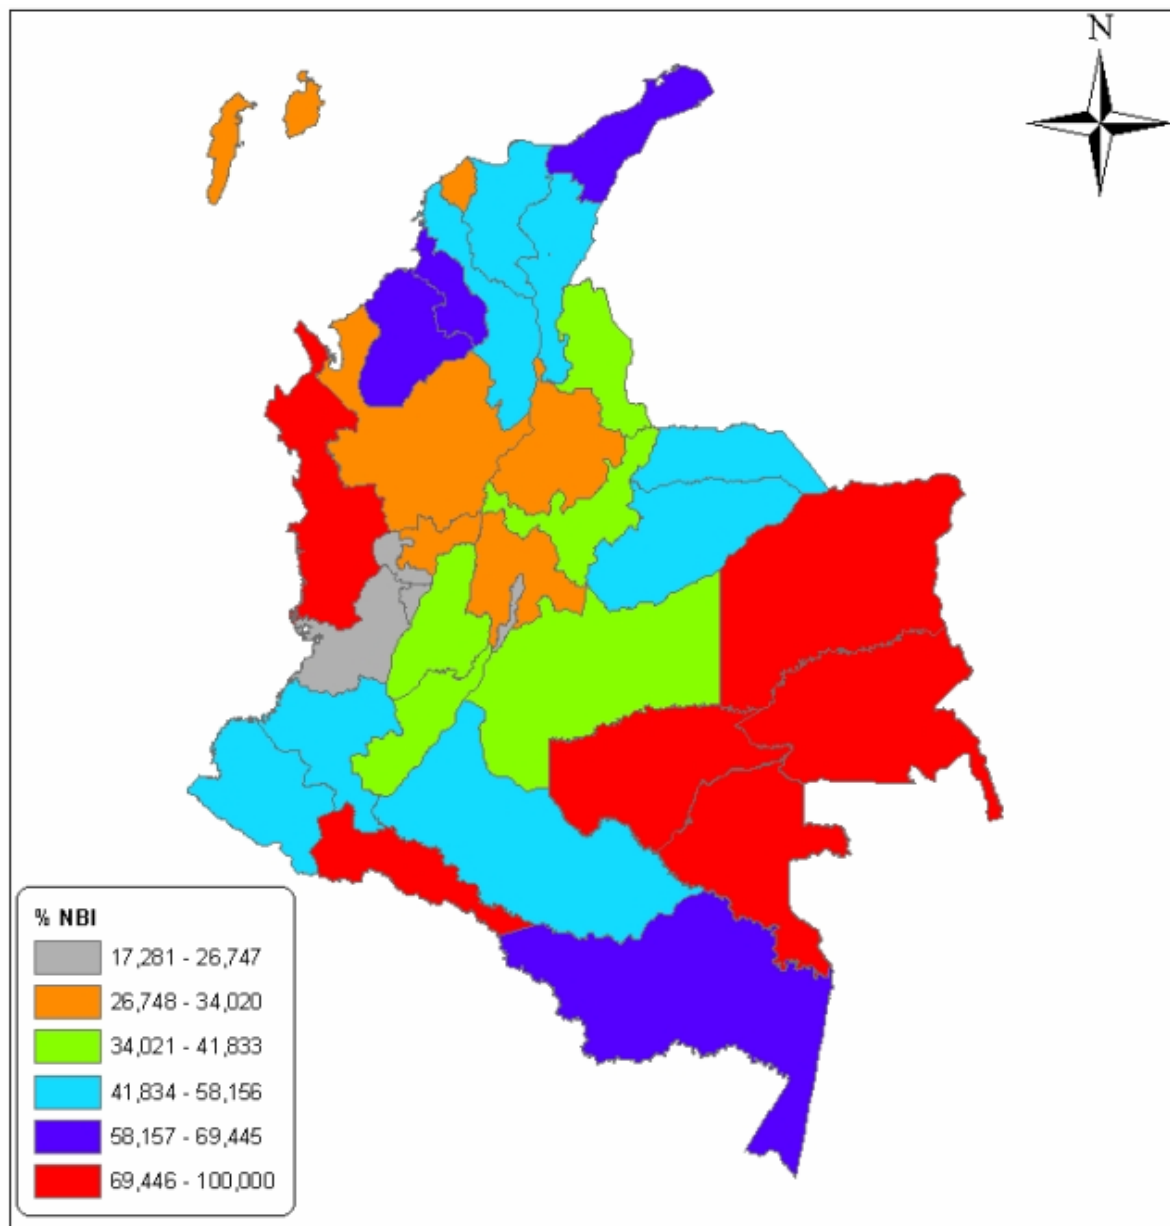 N
% NBI
17,281 - 26,747
26,748 - 34,020
34,021 - 41,833
41,834 - 58,156
58,157 - 69,445
69,446 - 100,000